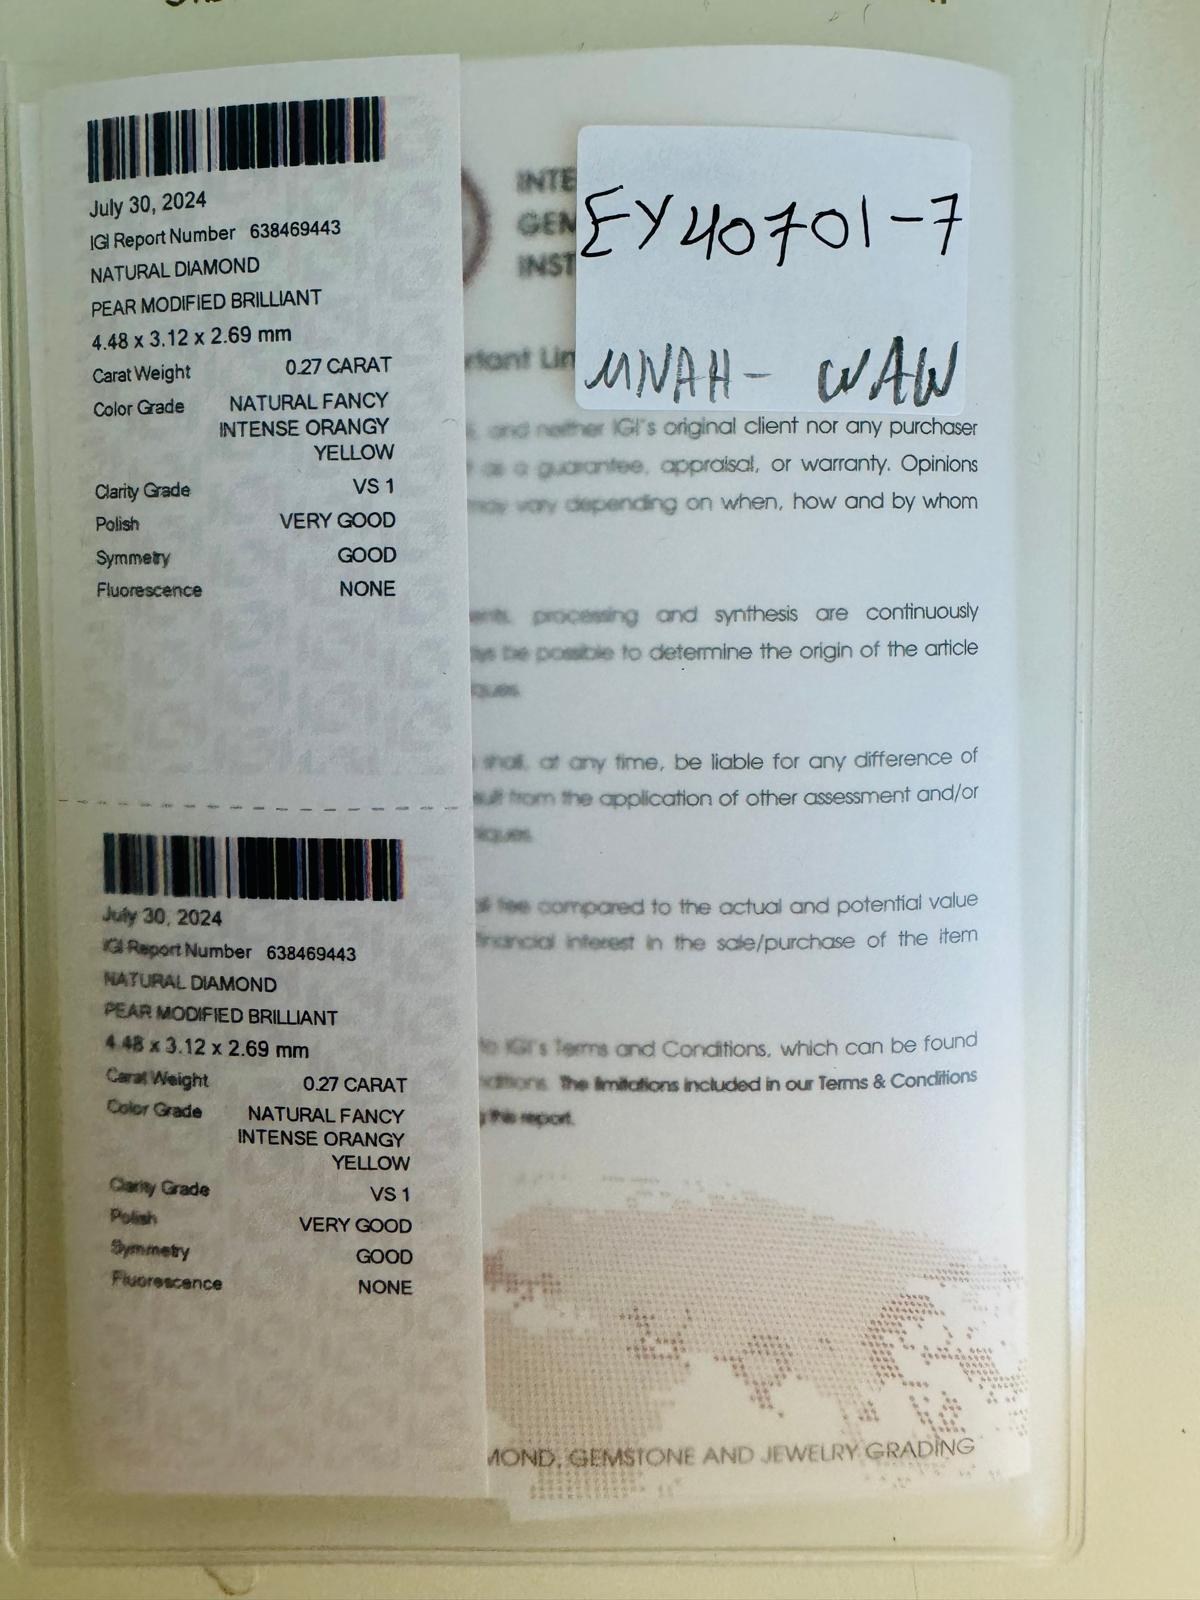 July 30, 2024
IGI Report Number 638469443
NATURAL DIAMOND
PEAR MODIFIED BRILLIANT
4.48 x 3.12 x 2.69 mm
Carat Weight 0.27 CARAT
Color Grade NATURAL FANCY
INTENSE ORANGY
YELLOW
Clarity Grade VS 1
Polish VERY GOOD
Symmetry GOOD
Fluorescence NONE
July 30, 2024
IGI Report Number 638469443
NATURAL DIAMOND
PEAR MODIFIED BRILLIANT
4.48 x 3.12 x 2.69 mm
Carat Weight 0.27 CARAT
Color Grade NATURAL FANCY
INTENSE ORANGY
YELLOW
Clarity Grade VS 1
Polish VERY GOOD
Symmetry GOOD
Fluorescence NONE
INTE
GEM
INST
EY40701-7
MNAH- WAW
rtant Lim
and neither IGI's original client nor any purchaser
as a guarantee, appraisal, or warranty. Opinions
may vary depending on when, how and by whom
processing and synthesis are continuously
be possible to determine the origin of the article
ques.
shall, at any time, be liable for any difference of
from the application of other assessment and/or
iques.
fee compared to the actual and potential value
financial interest in the sale/purchase of the item
to IGI's Terms and Conditions, which can be found
ditions. The limitations included in our Terms & Conditions
this report.
MOND, GEMSTONE AND JEWELRY GRADING